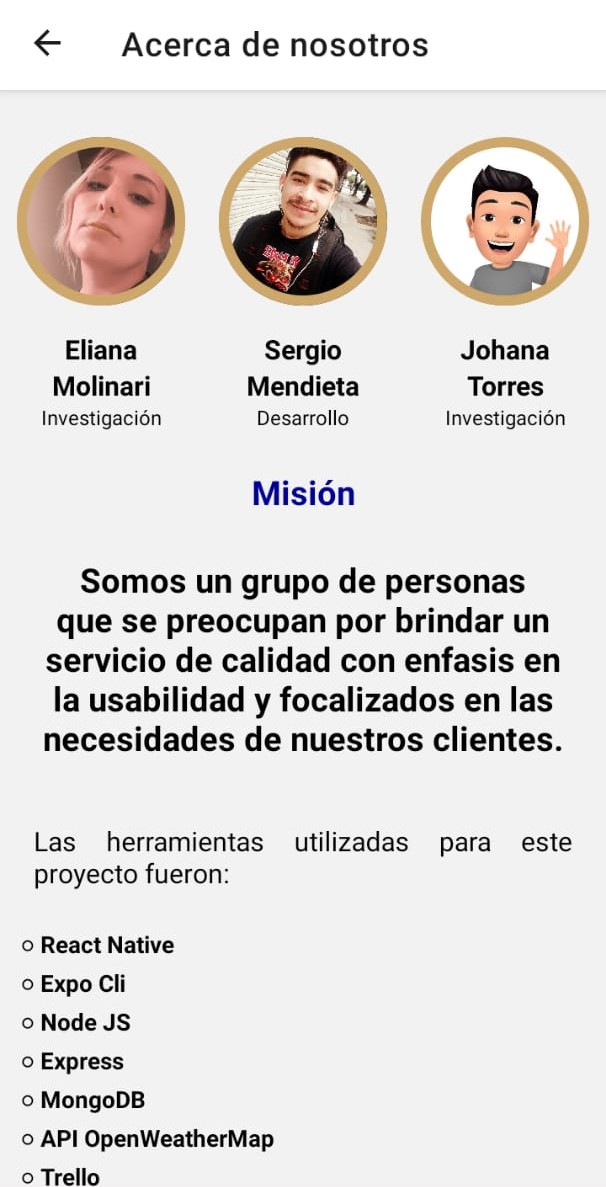 Acerca de nosotros
Eliana Molinari
Investigación
Sergio Mendieta
Desarrollo
Johana Torres
Investigación
Misión
Somos un grupo de personas
que se preocupan por brindar un
servicio de calidad con enfasis en
la usabilidad y focalizados en las
necesidades de nuestros clientes.
Las herramientas utilizadas para este
proyecto fueron:
React Native
Expo Cli
Node JS
Express
MongoDB
API OpenWeatherMap
Trello